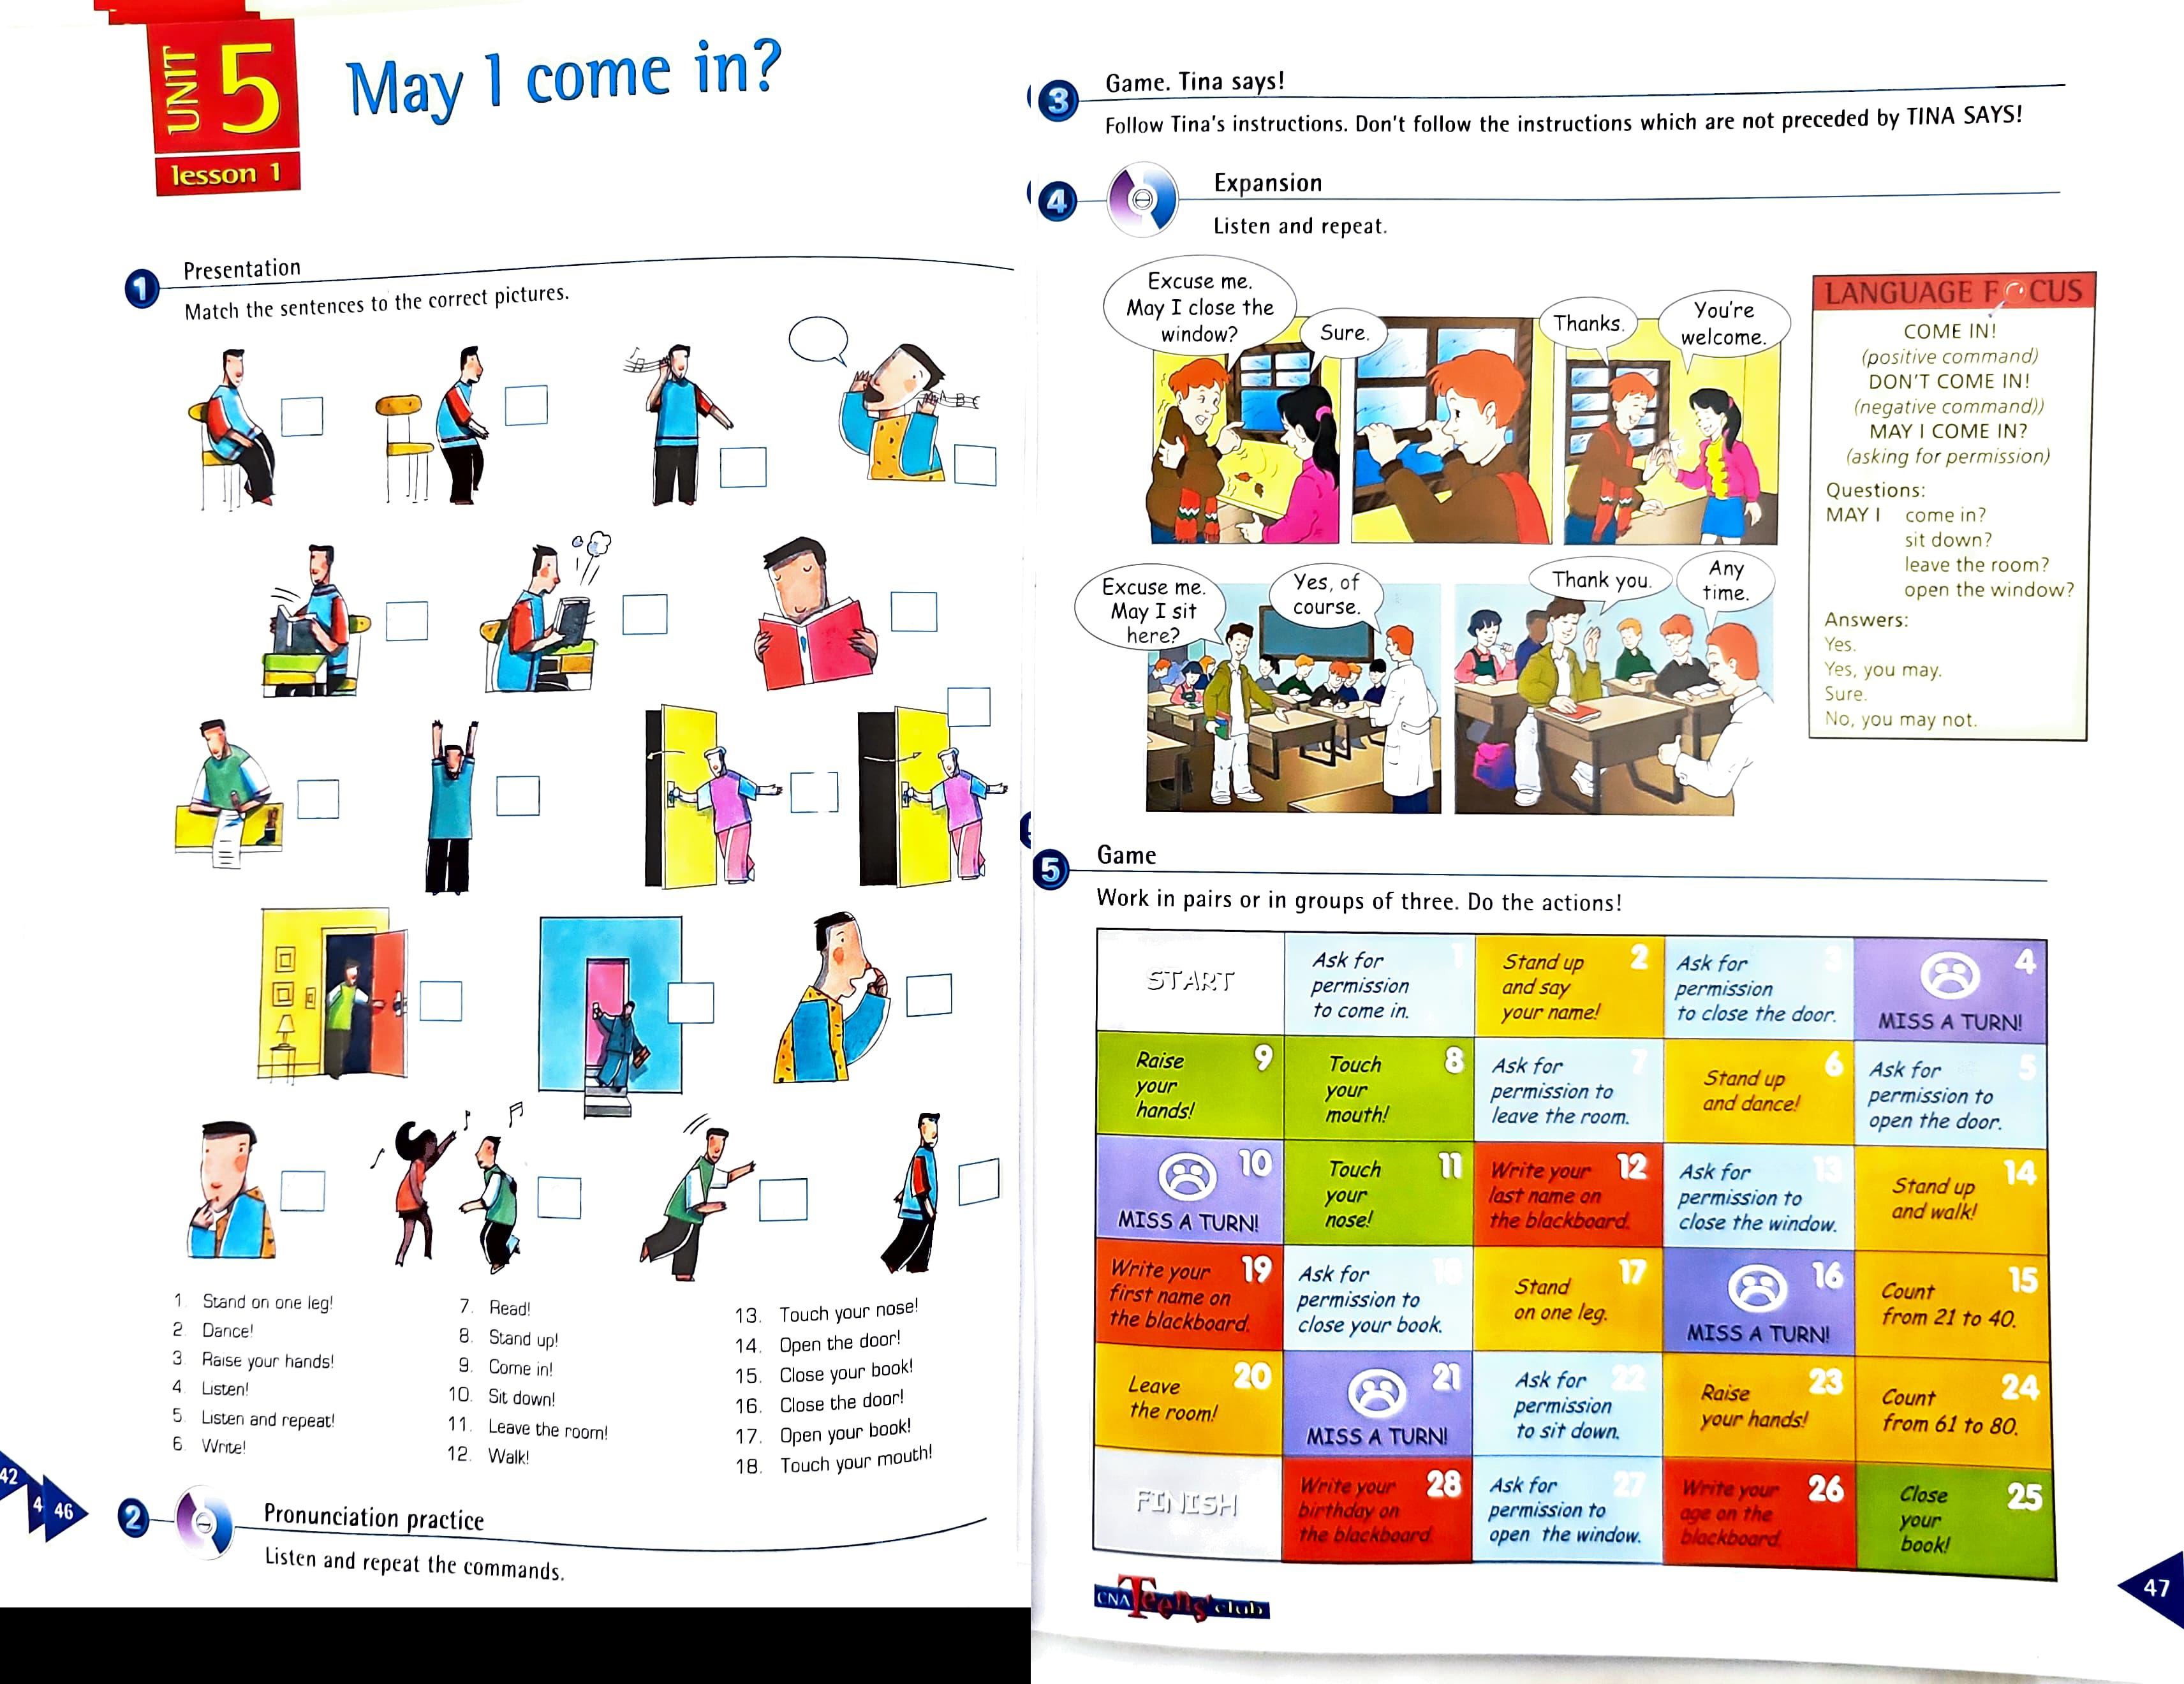 UNIT 5
lesson 1
May I come in?
1 Presentation
Match the sentences to the correct pictures.
1. Stand on one leg!
2. Dance!
3. Raise your hands!
4. Listen!
5. Listen and repeat!
6. Write!
7. Read!
8. Stand up!
9. Come in!
10. Sit down!
11. Leave the room!
12. Walk!
13. Touch your nose!
14. Open the door!
15. Close your book!
16. Close the door!
17. Open your book!
18. Touch your mouth!
42
4
46
2 Pronunciation practice
Listen and repeat the commands.
3 Game. Tina says!
Follow Tina's instructions. Don't follow the instructions which are not preceded by TINA SAYS!
4 Expansion
Listen and repeat.
Excuse me.
May I close the
window?
Sure.
Thanks.
You're
welcome.
Excuse me.
May I sit
here?
Yes, of
course.
Thank you.
Any
time.
LANGUAGE FOCUS
COME IN!
(positive command)
DON'T COME IN!
(negative command))
MAY I COME IN?
(asking for permission)
Questions:
MAY I come in?
sit down?
leave the room?
open the window?
Answers:
Yes.
Yes, you may.
Sure.
No, you may not.
5 Game
Work in pairs or in groups of three. Do the actions!
START
1
Ask for
permission
to come in.
2
Stand up
and say
your name!
3
Ask for
permission
to close the door.
4
MISS A TURN!
9
Raise
your
hands!
8
Touch
your
mouth!
7
Ask for
permission to
leave the room.
6
Stand up
and dance!
5
Ask for
permission to
open the door.
10
MISS A TURN!
11
Touch
your
nose!
12
Write your
last name on
the blackboard.
13
Ask for
permission to
close the window.
14
Stand up
and walk!
19
Write your
first name on
the blackboard.
18
Ask for
permission to
close your book.
17
Stand
on one leg.
16
MISS A TURN!
15
Count
from 21 to 40.
20
Leave
the room!
21
MISS A TURN!
22
Ask for
permission
to sit down.
23
Raise
your hands!
24
Count
from 61 to 80.
FINISH
28
Write your
birthday on
the blackboard.
27
Ask for
permission to
open the window.
26
Write your
age on the
blackboard.
25
Close
your
book!
CNA Teens' club
47